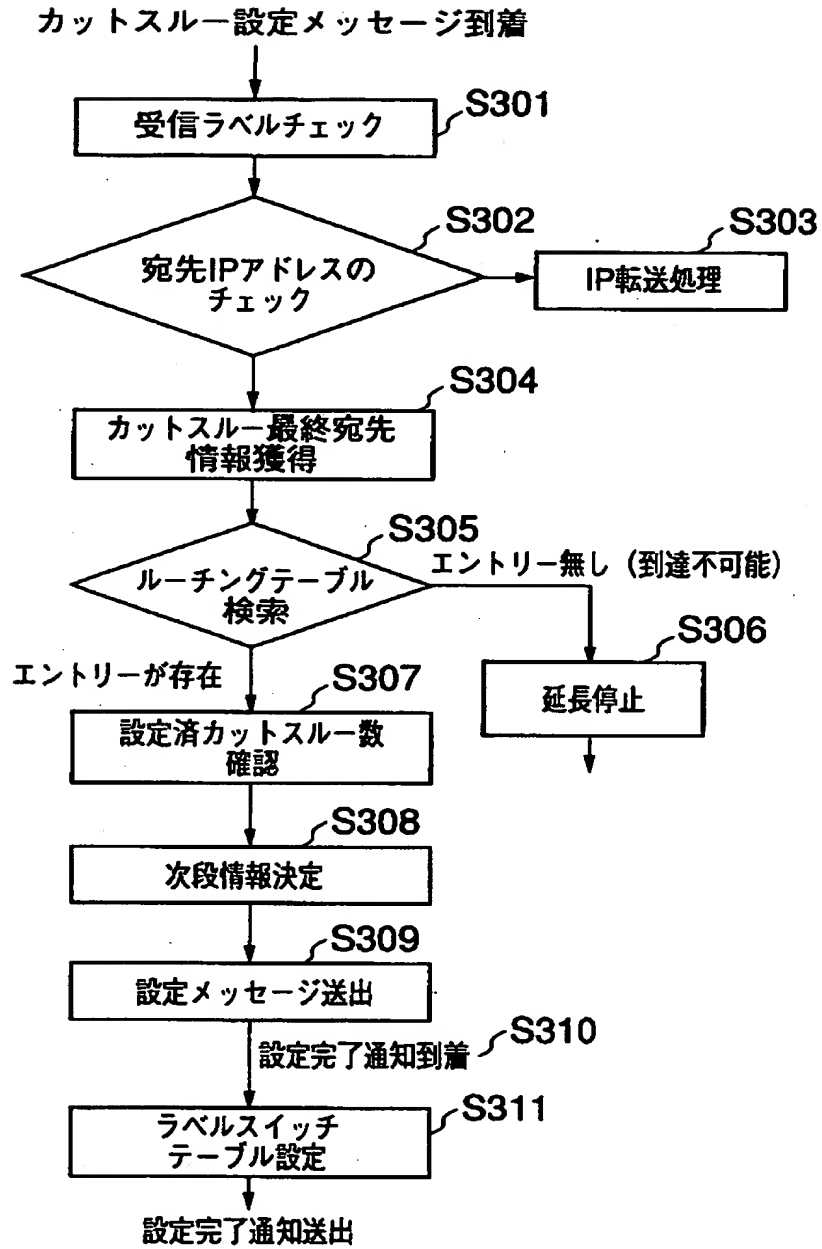 カットスルー設定メッセージ到着
S301
受信ラベルチェック
S302
宛先IPアドレスの
チェック
S303
IP転送処理
S304
カットスルー最終宛先
情報獲得
S305
ルーチングテーブル
検索
エントリー無し（到達不可能）
S306
延長停止
エントリーが存在
S307
設定済カットスルー数
確認
S308
次段情報決定
S309
設定メッセージ送出
S310
設定完了通知到着
S311
ラベルスイッチ
テーブル設定
設定完了通知送出